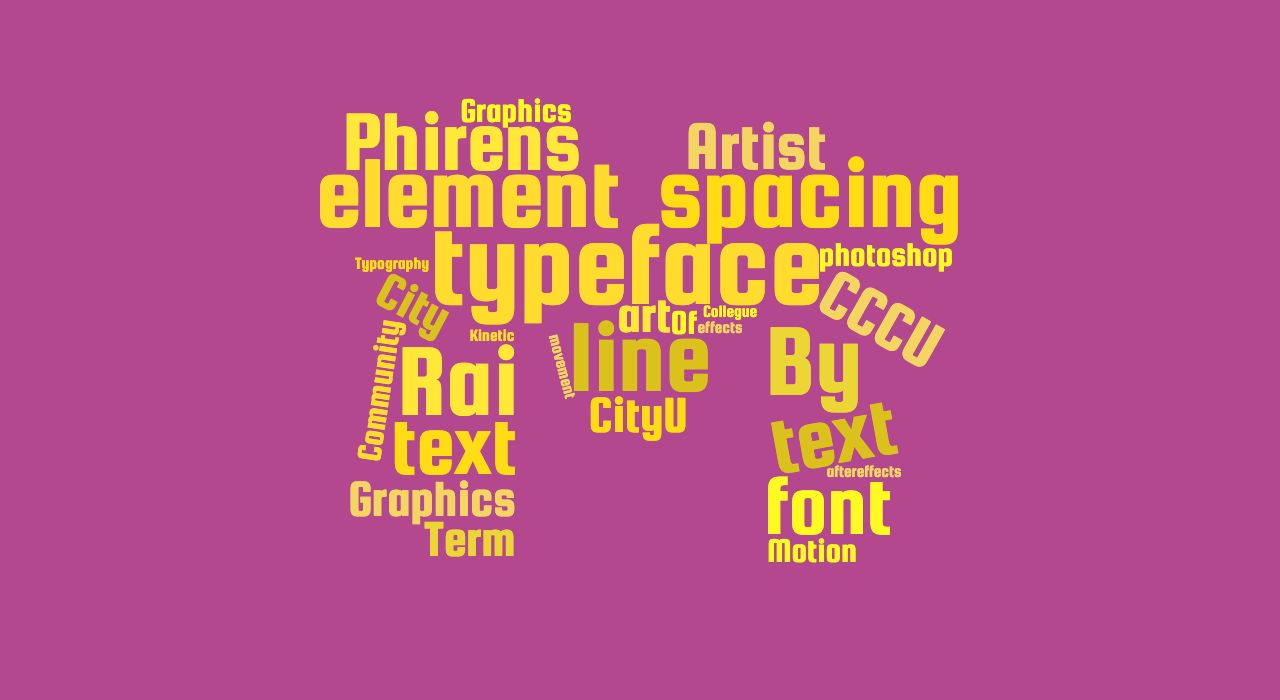 Graphics
Phirens
Artist
element
spacing
typeface
photoshop
Typography
City
CCCU
art
Of
Collegue
effects
Kinetic
Community
movement
line
By
Rai
CityU
text
text
aftereffects
Graphics
font
Term
Motion